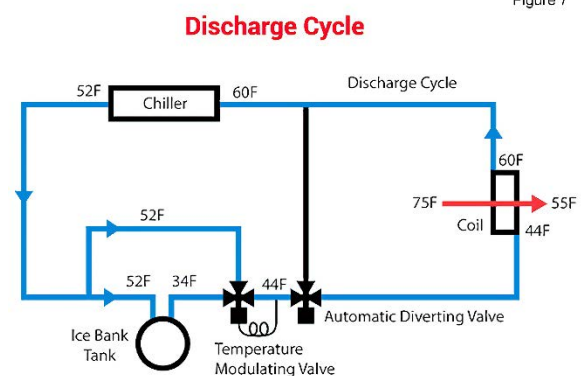 Figure 7
Discharge Cycle
Discharge Cycle
52F
Chiller
60F
60F
75F
55F
Coil
44F
52F
52F
34F
44F
Automatic Diverting Valve
Ice Bank
Tank
Temperature
Modulating Valve